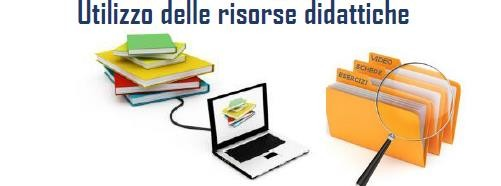 Utilizzo delle risorse didattiche
VIDEO
SCHEDE
ESERCIZI